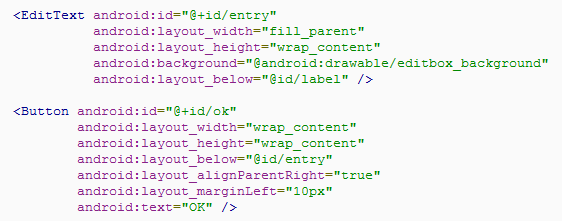 <EditText android:id="@+id/entry"
android:layout_width="fill_parent"
android:layout_height="wrap_content"
android:background="@android:drawable/editbox_background"
android:layout_below="@id/label" />
<Button android:id="@+id/ok"
android:layout_width="wrap_content"
android:layout_height="wrap_content"
android:layout_below="@id/entry"
android:layout_alignParentRight="true"
android:layout_marginLeft="10px"
android:text="OK" />